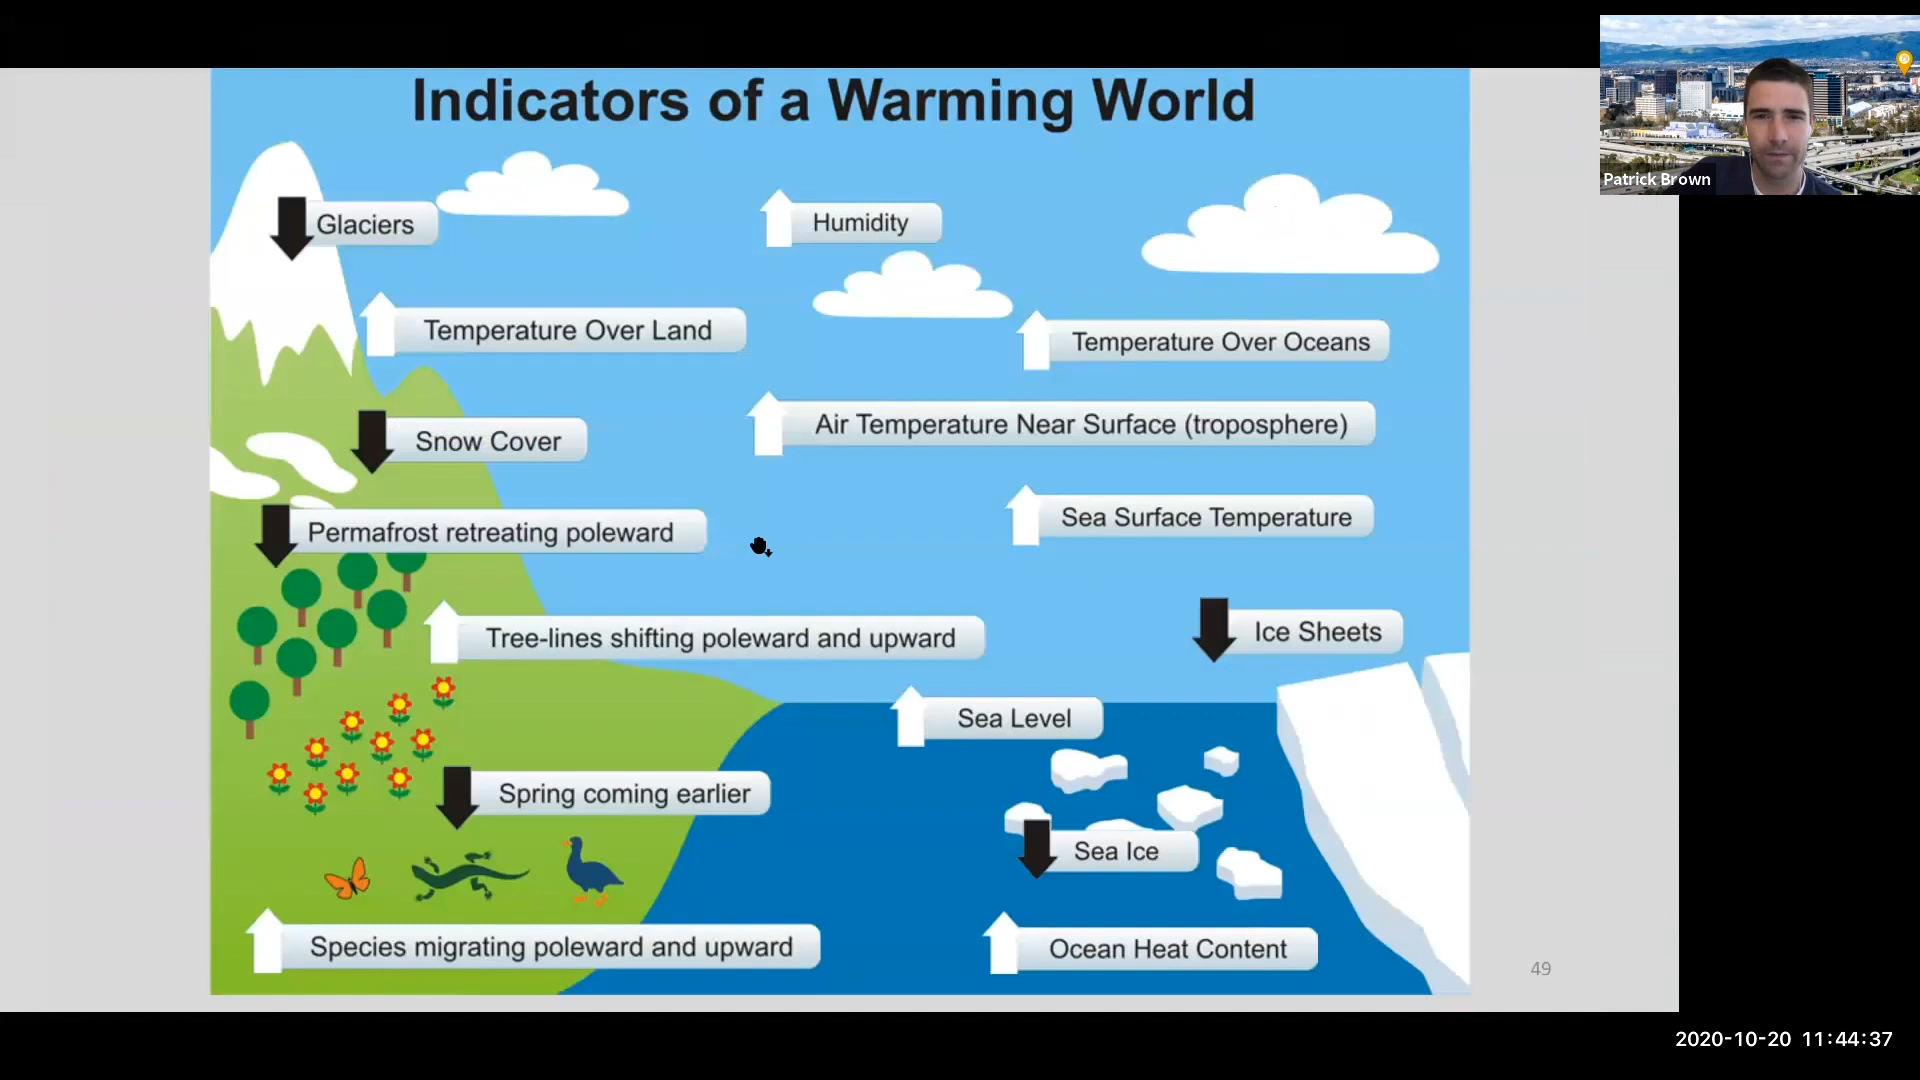 Indicators of a Warming World
Patrick Brown
Glaciers
Humidity
Temperature Over Land
Temperature Over Oceans
Air Temperature Near Surface (troposphere)
Snow Cover
Sea Surface Temperature
Permafrost retreating poleward
Tree-lines shifting poleward and upward
Ice Sheets
Sea Level
Spring coming earlier
Sea Ice
Species migrating poleward and upward
Ocean Heat Content
49
2020-10-20 11:44:37